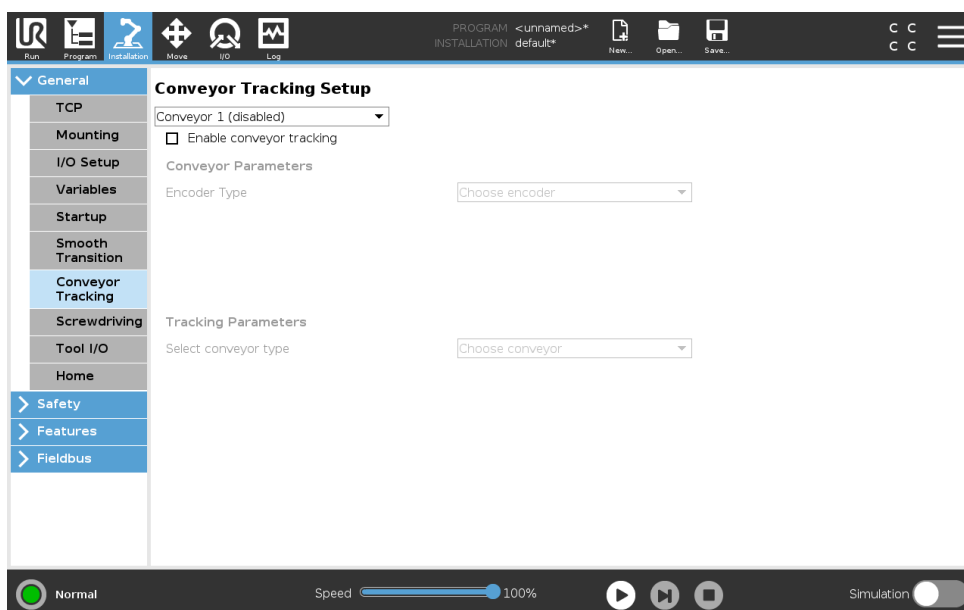 UR
Run
Program
Installation
Move
I/O
Log
PROGRAM <unnamed>*
INSTALLATION default*
New...
Open...
Save...
C C
C C
General
TCP
Mounting
I/O Setup
Variables
Startup
Smooth
Transition
Conveyor
Tracking
Screwdriving
Tool I/O
Home
Safety
Features
Fieldbus
Conveyor Tracking Setup
Conveyor 1 (disabled)
Enable conveyor tracking
Conveyor Parameters
Encoder Type
Choose encoder
Tracking Parameters
Select conveyor type
Choose conveyor
Normal
Speed
100%
Simulation